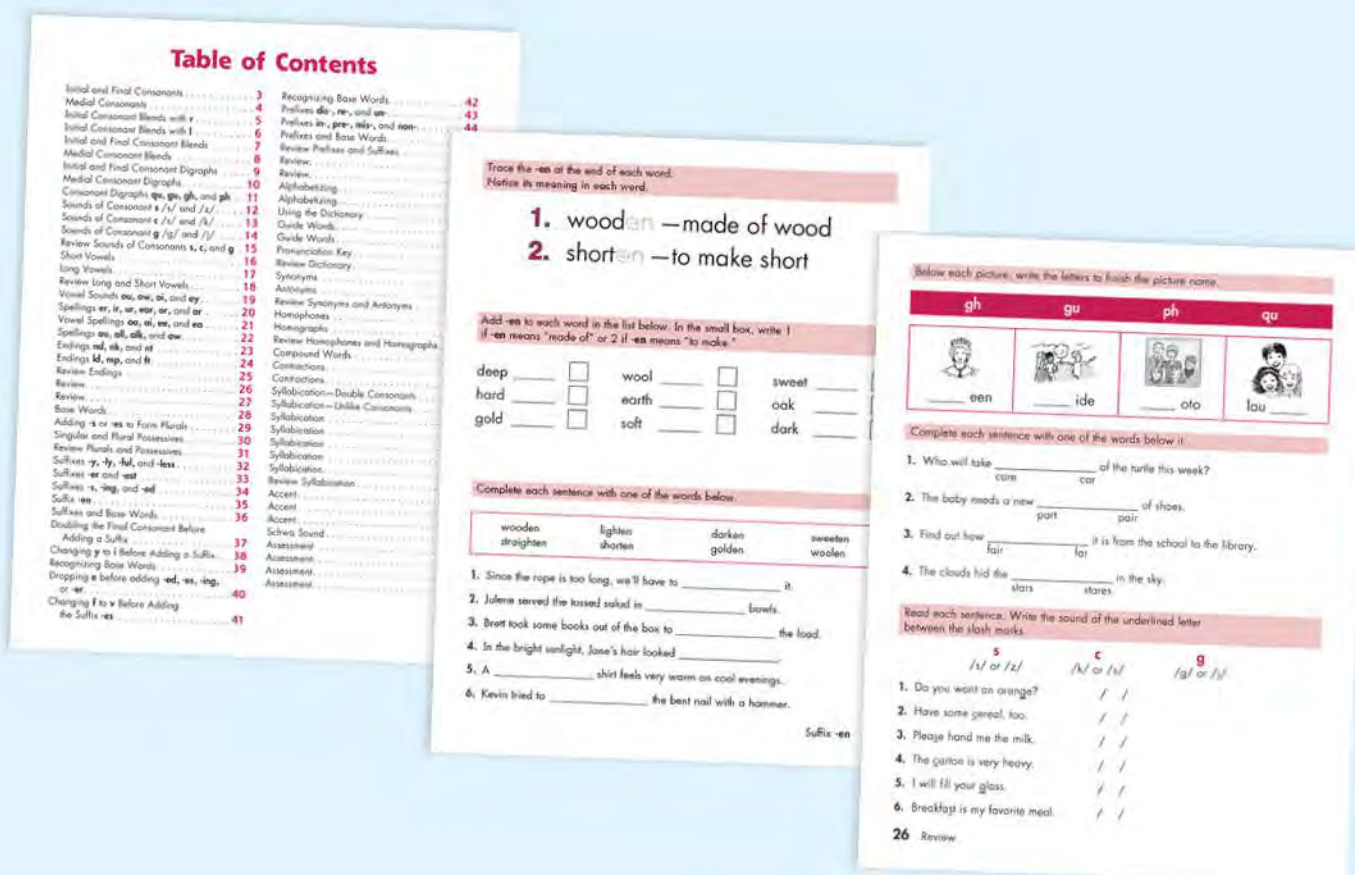 Table of Contents
Initial and Final Consonants . . . . . . . . . . . . 3
Medial Consonants . . . . . . . . . . . . 4
Initial Consonant Blends with r . . . . . . . . . . . . 5
Initial Consonant Blends with l . . . . . . . . . . . . 6
Initial and Final Consonant Blends . . . . . . . . . . 7
Medial Consonant Blends . . . . . . . . . . . . 8
Initial and Final Consonant Digraphs . . . . . . 9
Medial Consonant Digraphs . . . . . . . . . . . . 10
Consonant Digraphs qu, gu, gh, and ph . 11
Sounds of Consonant s /s/ and /z/ . . . . . . 12
Sounds of Consonant c /s/ and /k/ . . . . . . 13
Sounds of Consonant g /g/ and /j/ . . . . . . 14
Review Sounds of Consonants s, c, and g . 15
Short Vowels . . . . . . . . . . . . 16
Long Vowels . . . . . . . . . . . . 17
Review Long and Short Vowels . . . . . . . . . . 18
Vowel Sounds ou, ow, oi, and oy . . . . . . . . 19
Spellings er, ir, ur, ear, or, and ar . . . . . . 20
Vowel Spellings oa, ai, ee, and ea . . . . . . 21
Spellings au, all, alk, and aw . . . . . . . . . . 22
Endings nd, nk, and nt . . . . . . . . . . . . 23
Endings ld, mp, and ft . . . . . . . . . . . . 24
Review Endings . . . . . . . . . . . . 25
Review . . . . . . . . . . . . 26
Review . . . . . . . . . . . . 27
Base Words . . . . . . . . . . . . 28
Adding -s or -es to Form Plurals . . . . . . . . 29
Singular and Plural Possessives . . . . . . . . . . 30
Review Plurals and Possessives . . . . . . . . . . 31
Suffixes -y, -ly, -ful, and -less . . . . . . . . . . 32
Suffixes -er and -est . . . . . . . . . . . . 33
Suffixes -s, -ing, and -ed . . . . . . . . . . . . 34
Suffix -en . . . . . . . . . . . . 35
Suffixes and Base Words . . . . . . . . . . . . 36
Doubling the Final Consonant Before
Adding a Suffix . . . . . . . . . . . . 37
Changing y to i Before Adding a Suffix . . . 38
Recognizing Base Words . . . . . . . . . . . . 39
Dropping e before adding -ed, -es, -ing,
or -er . . . . . . . . . . . . 40
Changing f to v Before Adding
the Suffix -es . . . . . . . . . . . . 41
Recognizing Base Words . . . . . . . . . . . . 42
Prefixes dis-, re-, and un- . . . . . . . . . . . . 43
Prefixes in-, pre-, mis-, and non- . . . . . . 44
Prefixes and Base Words . . . . . .
Review Prefixes and Suffixes . . . . . .
Review . . . . . .
Review . . . . . .
Alphabetizing . . . . . .
Alphabetizing . . . . . .
Using the Dictionary . . . . . .
Guide Words . . . . . .
Guide Words . . . . . .
Pronunciation Key . . . . . .
Review Dictionary . . . . . .
Synonyms . . . . . .
Antonyms . . . . . .
Review Synonyms and Antonyms . . . . . .
Homophones . . . . . .
Homographs . . . . . .
Review Homophones and Homographs
Compound Words . . . . . .
Contractions . . . . . .
Contractions . . . . . .
Syllabication—Double Consonants
Syllabication—Unlike Consonants
Syllabication . . . . . .
Syllabication . . . . . .
Syllabication . . . . . .
Syllabication . . . . . .
Syllabication . . . . . .
Review Syllabication . . . . . .
Accent . . . . . .
Accent . . . . . .
Accent . . . . . .
Schwa Sound . . . . . .
Assessment . . . . . .
Assessment . . . . . .
Assessment . . . . . .
Assessment . . . . . .
Trace the -en at the end of each word.
Notice its meaning in each word.
1. wooden —made of wood
2. shorten —to make short
Add -en to each word in the list below. In the small box, write 1
if -en means "made of" or 2 if -en means "to make."
deep ____ wool ____ sweet ____
hard ____ earth ____ oak ____
gold ____ soft ____ dark ____
Complete each sentence with one of the words below.
wooden lighten darken sweeten
straighten shorten golden woolen
1. Since the rope is too long, we'll have to ____________ it.
2. Julene served the tossed salad in ____________ bowls.
3. Brett took some books out of the box to ____________ the load.
4. In the bright sunlight, Jane's hair looked ____________.
5. A ____________ shirt feels very warm on cool evenings.
6. Kevin tried to ____________ the bent nail with a hammer.
Suffix -en
Below each picture, write the letters to finish the picture name.
gh gu ph qu
____ een ____ ide ____ oto lau ____
Complete each sentence with one of the words below it.
1. Who will take ____________ of the turtle this week?
care car
2. The baby needs a new ____________ of shoes.
part pair
3. Find out how ____________ it is from the school to the library.
fair far
4. The clouds hid the ____________ in the sky.
stars stares
Read each sentence. Write the sound of the underlined letter
between the slash marks.
s c g
/s/ or /z/ /k/ or /s/ /g/ or /j/
1. Do you want an orange? / /
2. Have some cereal, too. / /
3. Please hand me the milk. / /
4. The carton is very heavy. / /
5. I will fill your glass. / /
6. Breakfast is my favorite meal. / /
26 Review